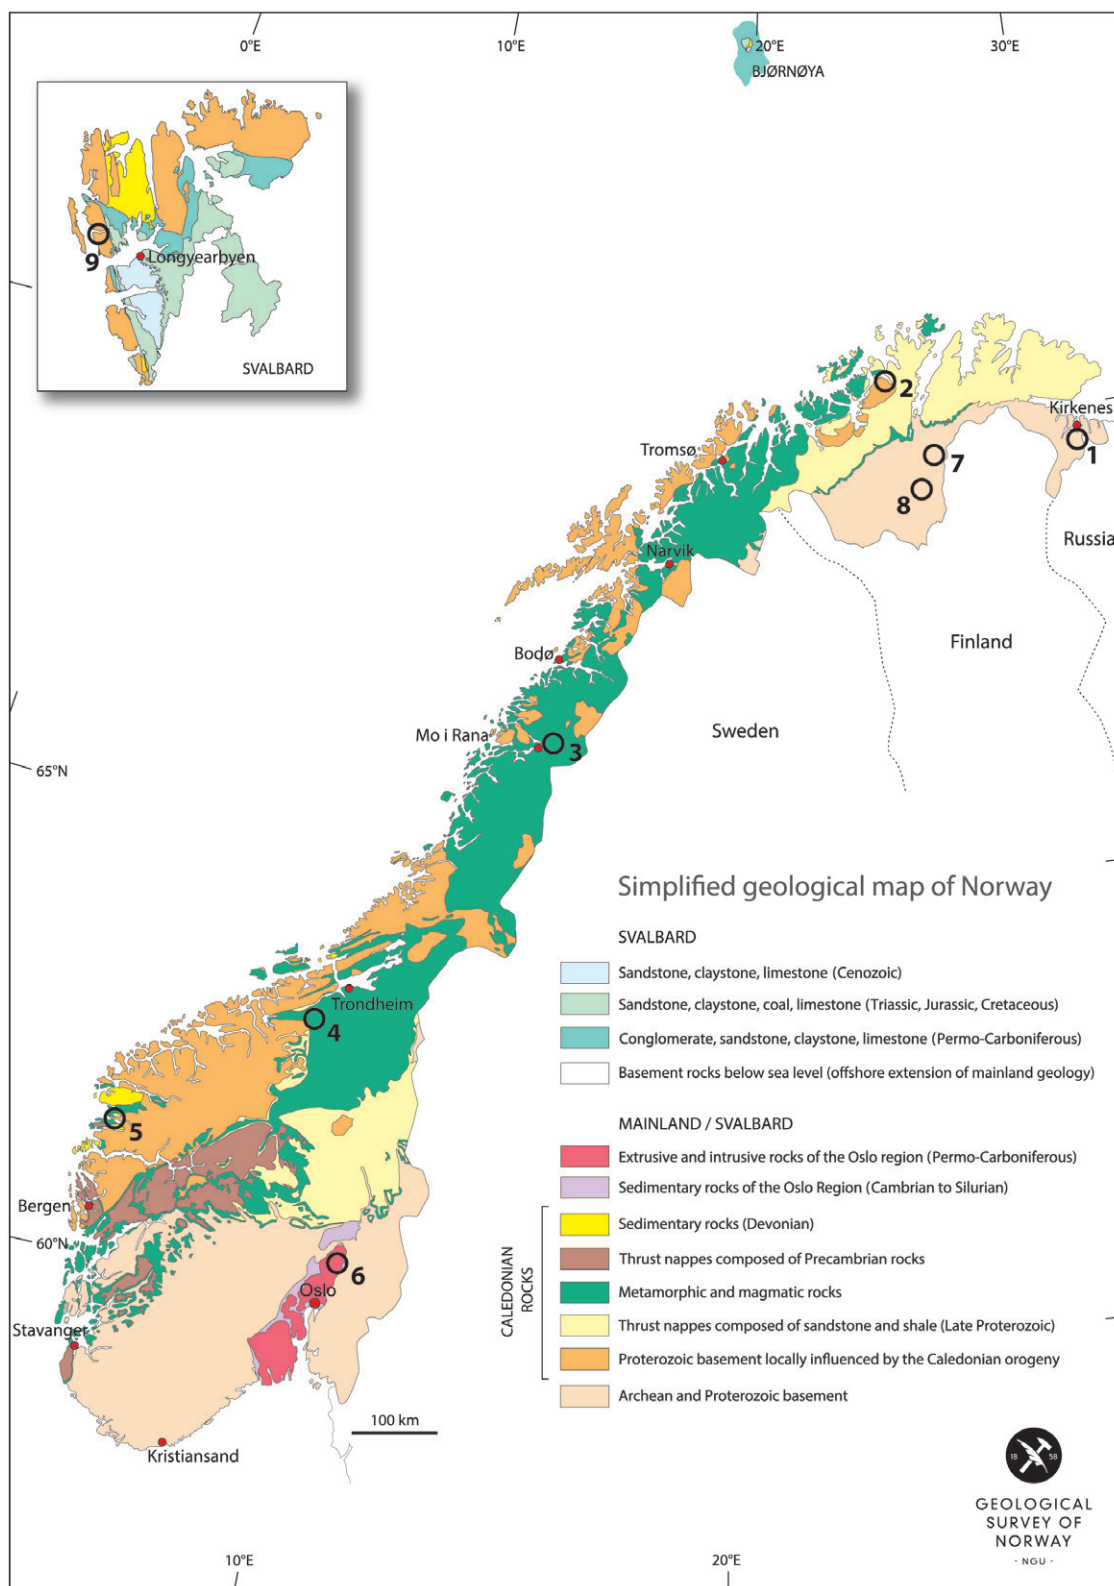 0°E
10°E
20°E
30°E
BJØRNØYA
9
Longyearbyen
SVALBARD
2
Kirkenes
1
Tromsø
7
8
Narvik
Russia
Finland
Bodø
Sweden
Mo i Rana
3
65°N
Simplified geological map of Norway
SVALBARD
Sandstone, claystone, limestone (Cenozoic)
Sandstone, claystone, coal, limestone (Triassic, Jurassic, Cretaceous)
Conglomerate, sandstone, claystone, limestone (Permo-Carboniferous)
Basement rocks below sea level (offshore extension of mainland geology)
MAINLAND / SVALBARD
Extrusive and intrusive rocks of the Oslo region (Permo-Carboniferous)
Sedimentary rocks of the Oslo Region (Cambrian to Silurian)
CALEDONIAN
ROCKS
Sedimentary rocks (Devonian)
Thrust nappes composed of Precambrian rocks
Metamorphic and magmatic rocks
Thrust nappes composed of sandstone and shale (Late Proterozoic)
Proterozoic basement locally influenced by the Caledonian orogeny
Archean and Proterozoic basement
Trondheim
4
5
Bergen
60°N
6
Oslo
Stavanger
100 km
Kristiansand
18 58
GEOLOGICAL
SURVEY OF
NORWAY
- NGU -
10°E
20°E